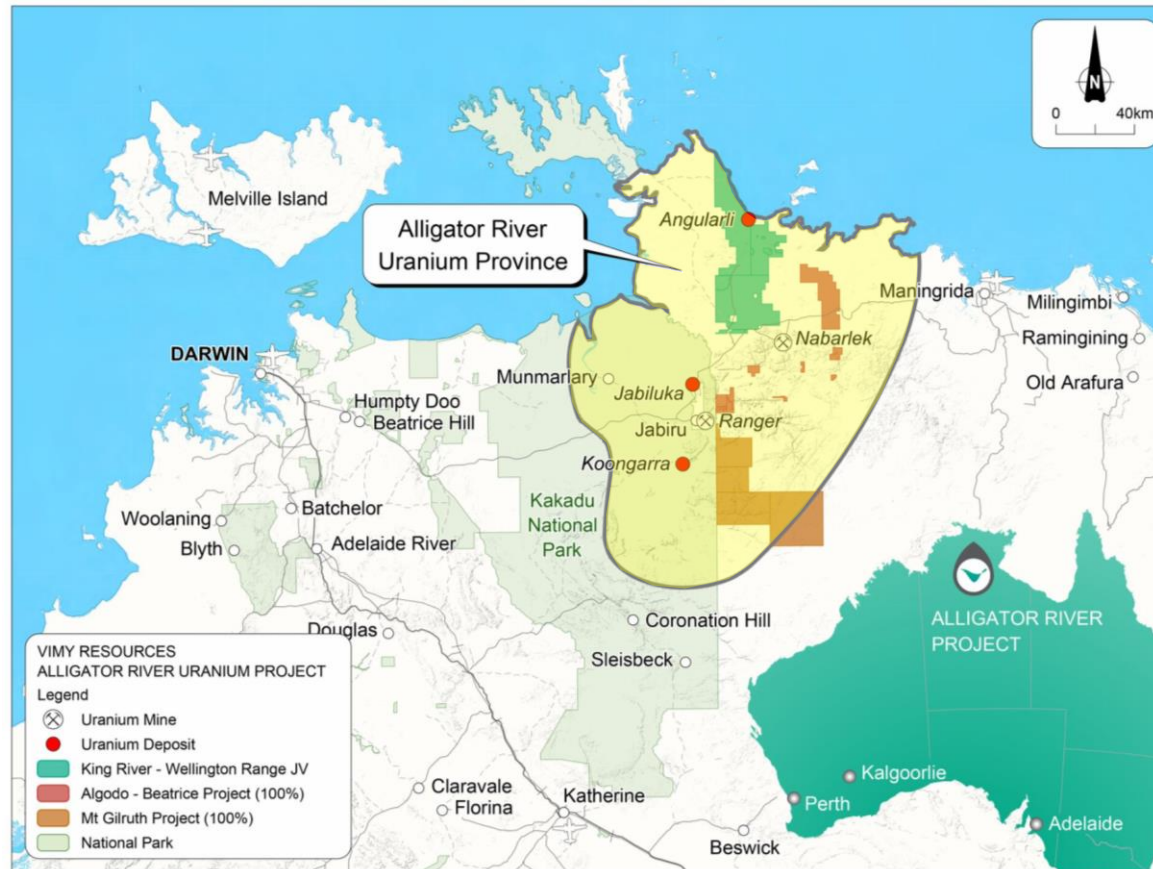 N
0 40km
Melville Island
Alligator River
Uranium Province
Angularli
Maningrida
Milingimbi
Nabarlek
Ramingining
DARWIN
Munmarlary
Jabiluka
Old Arafura
Humpty Doo
Beatrice Hill
Jabiru
Ranger
Koongarra
Kakadu
National
Park
Batchelor
Woolaning
Adelaide River
Blyth
Coronation Hill
ALLIGATOR RIVER
PROJECT
Douglas
Sleisbeck
VIMY RESOURCES
ALLIGATOR RIVER URANIUM PROJECT
Legend
Uranium Mine
Uranium Deposit
King River - Wellington Range JV
Algodo - Beatrice Project (100%)
Mt Gilruth Project (100%)
National Park
Claravale
Florina
Katherine
Beswick
Kalgoorlie
Perth
Adelaide